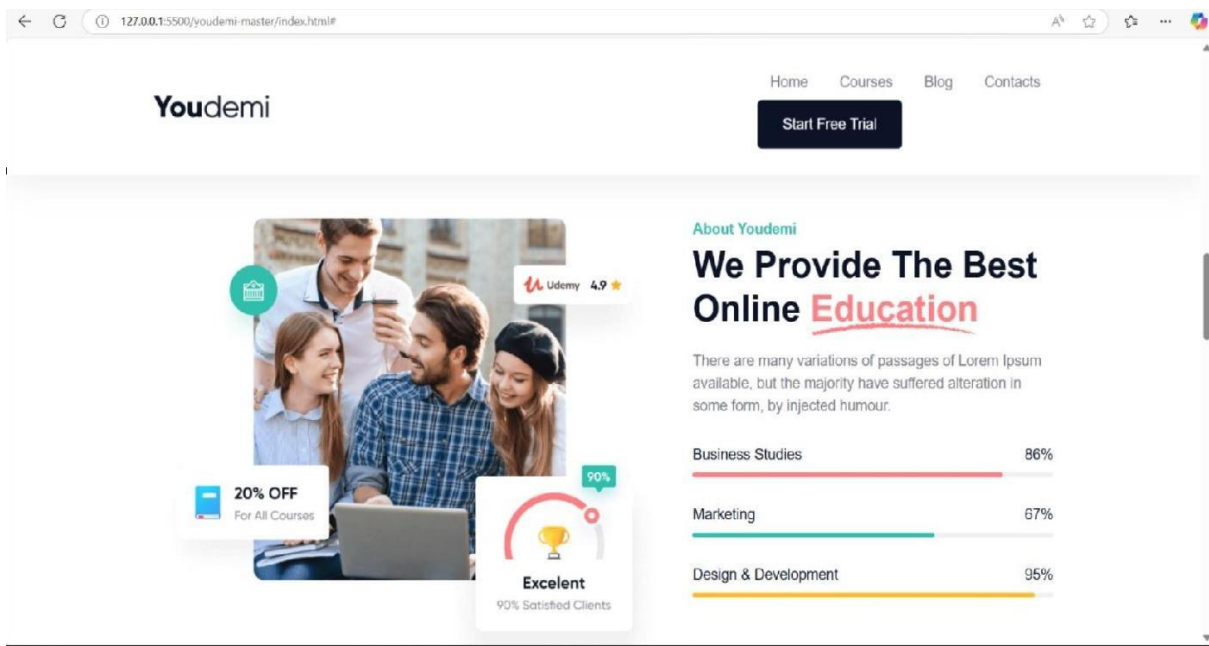 127.0.0.1:5500/youdemi-master/index.html#
Home Courses Blog Contacts
Youdemi
Start Free Trial
About Youdemi
We Provide The Best
Online Education
There are many variations of passages of Lorem Ipsum
available, but the majority have suffered alteration in
some form, by injected humour.
Business Studies 86%
Marketing 67%
Design & Development 95%
Udemy 4.9
20% OFF
For All Courses
90%
Excelent
90% Satisfied Clients